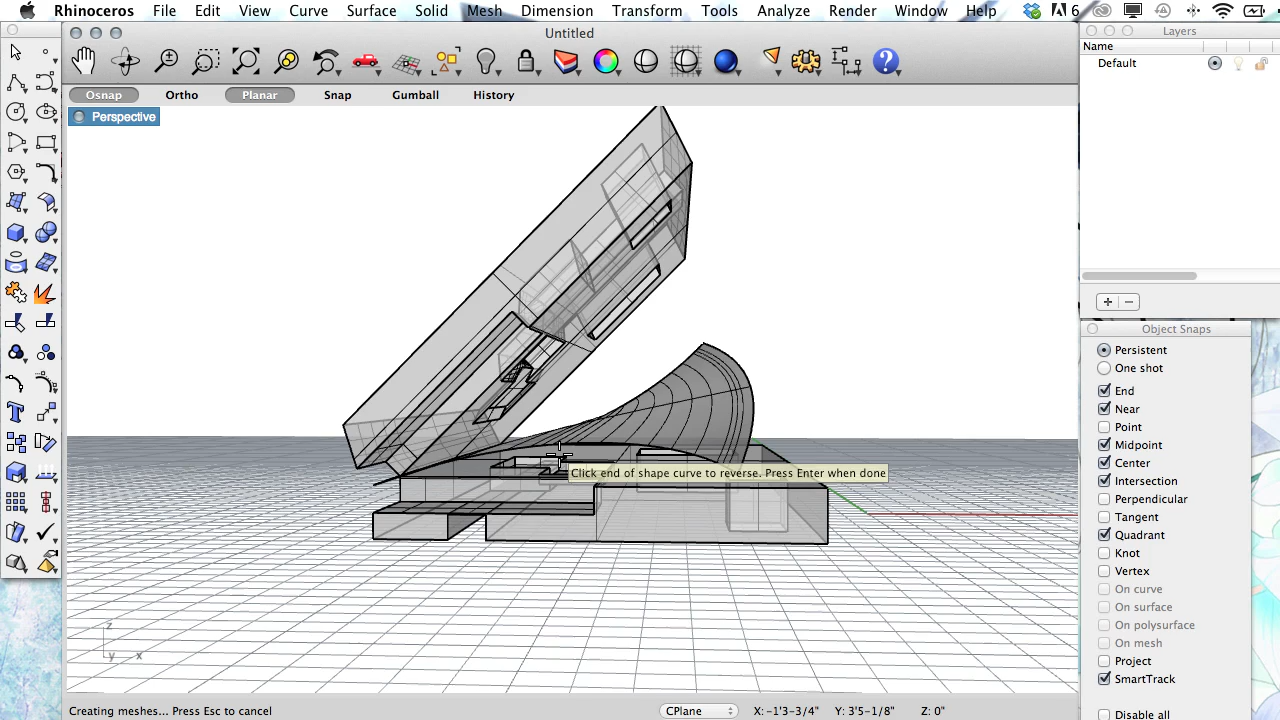 Rhinoceros File Edit View Curve Surface Solid Mesh Dimension Transformation Tools Analyze Render Window Help 6
Untitled
Layers
Osnap Ortho Planar Snap Gumball History
Perspective
Name
Default
Object Snaps
Persistent
One shot
End
Near
Point
Midpoint
Center
Intersection
Perpendicular
Tangent
Quadrant
Knot
Vertex
On curve
On surface
On polysurface
On mesh
Project
SmartTrack
Disable all
Click end of shape curve to reverse. Press Enter when done
z
y x
Creating meshes... Press Esc to cancel
CPlane X: -1'3-3/4" Y: 3'5-1/8" Z: 0"